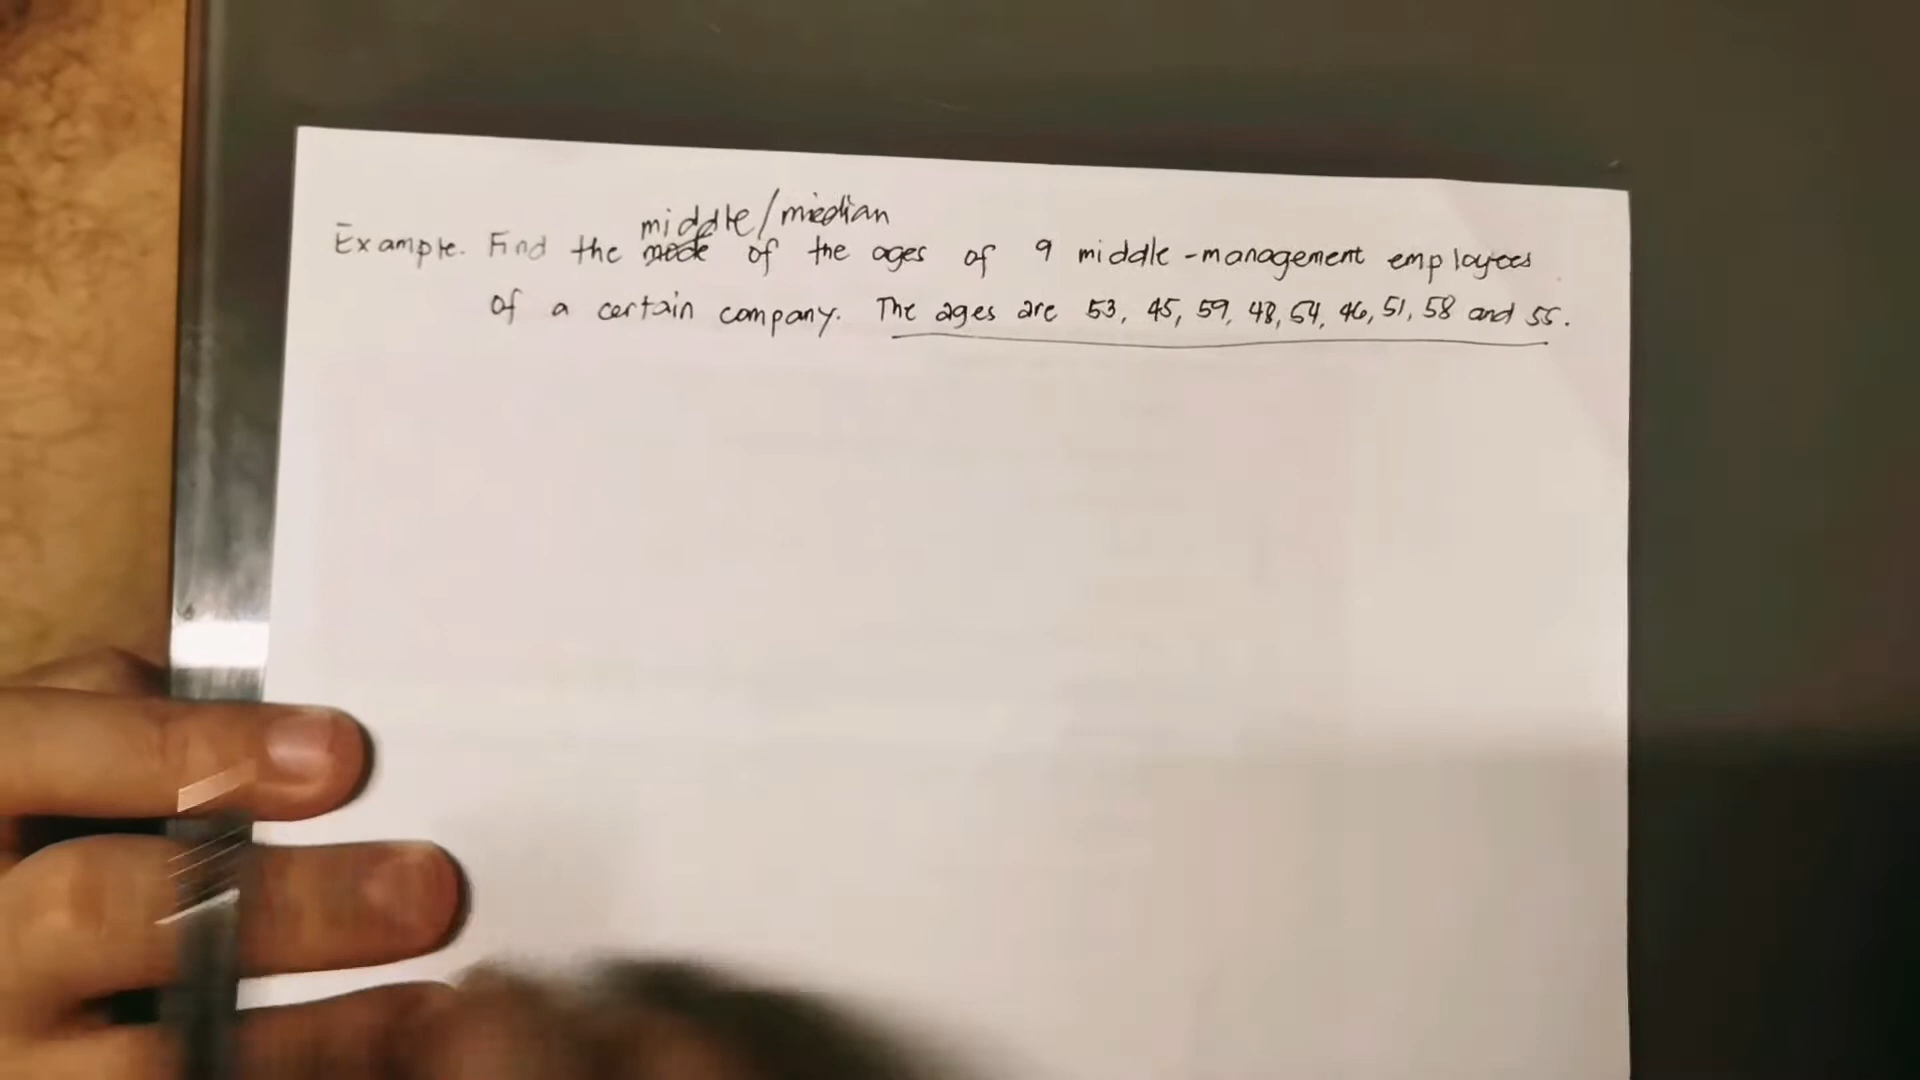 middle/median
Example. Find the mode of the ages of 9 middle-management employees
of a certain company. The ages are 53, 45, 59, 48, 54, 46, 51, 58 and 55.